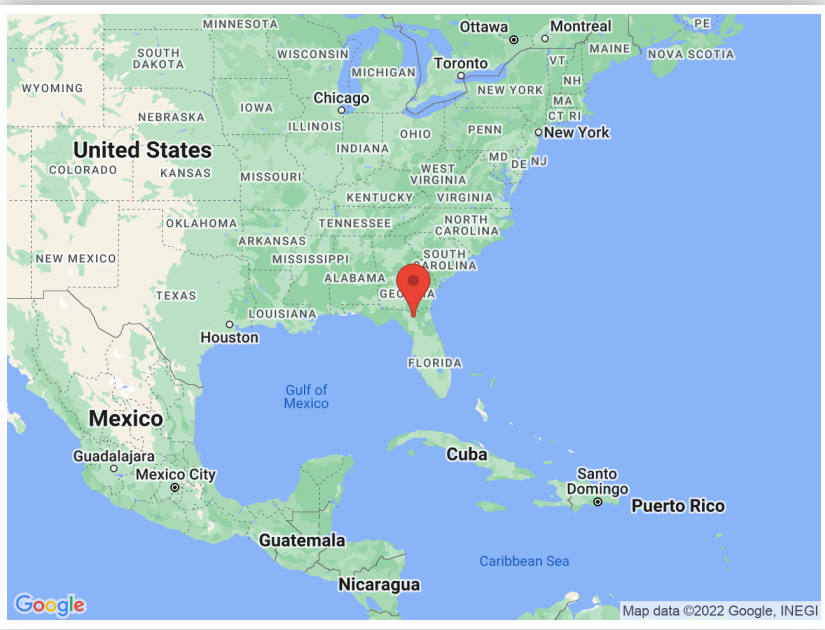 MINNESOTA
Ottawa
Montreal
PE
SOUTH
DAKOTA
WISCONSIN
MICHIGAN
Toronto
VT
MAINE
NOVA SCOTIA
WYOMING
NH
NEW YORK
MA
CT RI
Chicago
IOWA
NEBRASKA
ILLINOIS
OHIO
PENN
New York
United States
INDIANA
MD
DE
NJ
COLORADO
KANSAS
MISSOURI
WEST
VIRGINIA
KENTUCKY
VIRGINIA
OKLAHOMA
TENNESSEE
NORTH
CAROLINA
ARKANSAS
NEW MEXICO
MISSISSIPPI
SOUTH
CAROLINA
ALABAMA
TEXAS
GEORGIA
LOUISIANA
Houston
FLORIDA
Gulf of
Mexico
Mexico
Guadalajara
Cuba
Mexico City
Santo
Domingo
Puerto Rico
Guatemala
Caribbean Sea
Nicaragua
Google
Map data ©2022 Google, INEGI